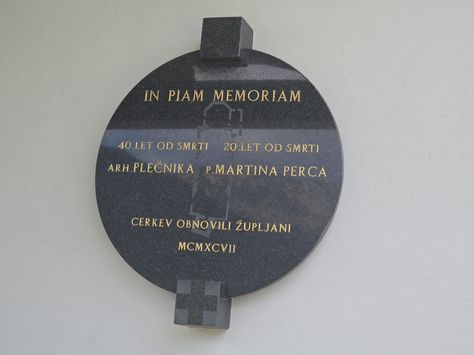 IN PIAM MEMORIAM
40 LET OD SMRTI 20 LET OD SMRTI
ARH. PLEČNIKA P. MARTINA PERCA
CERKEV OBNOVILI ŽUPLJANI
MCMXCVII